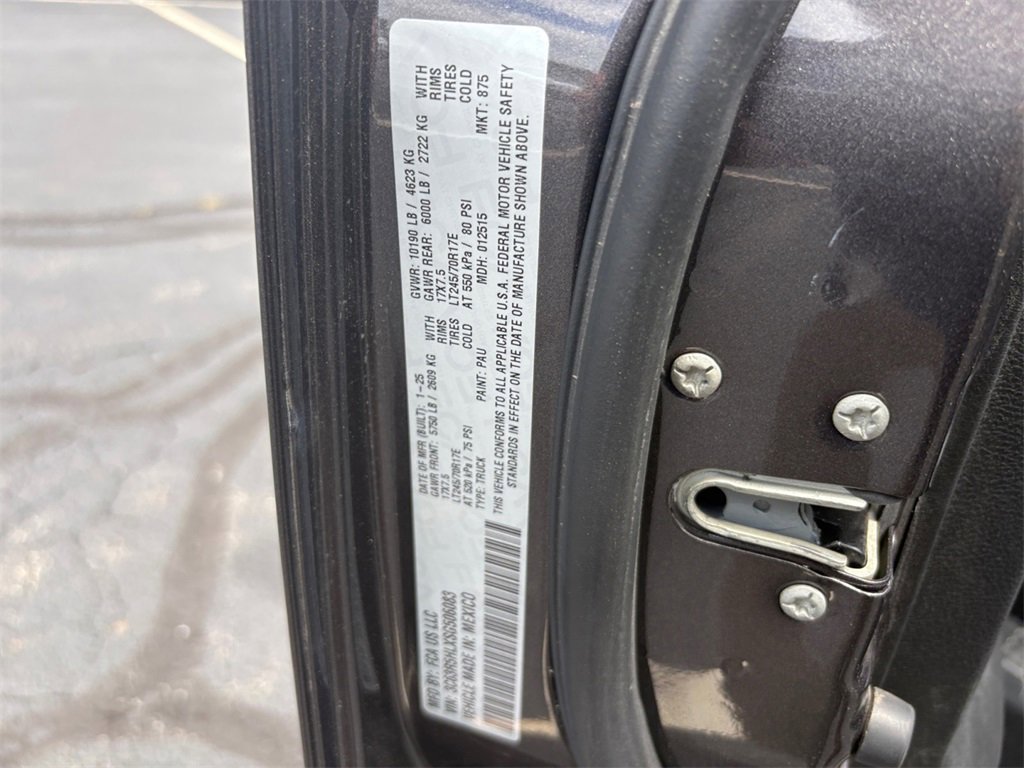 MFD BY: FCA US LLC
DATE OF MFR (BUILT): 1-25
GVWR: 10190 LB / 4623 KG
GAWR FRONT: 5750 LB / 2609 KG WITH
GAWR REAR: 6000 LB / 2722 KG WITH
17X7.5 RIMS
17X7.5 RIMS
LT245/70R17E TIRES
LT245/70R17E TIRES
AT 520 kPa / 75 PSI COLD
AT 550 kPa / 80 PSI COLD
VEHICLE MADE IN: MEXICO
TYPE: TRUCK
PAINT: PAU
MDH: 012515
MKT: 875
THIS VEHICLE CONFORMS TO ALL APPLICABLE U.S.A. FEDERAL MOTOR VEHICLE SAFETY
STANDARDS IN EFFECT ON THE DATE OF MANUFACTURE SHOWN ABOVE.